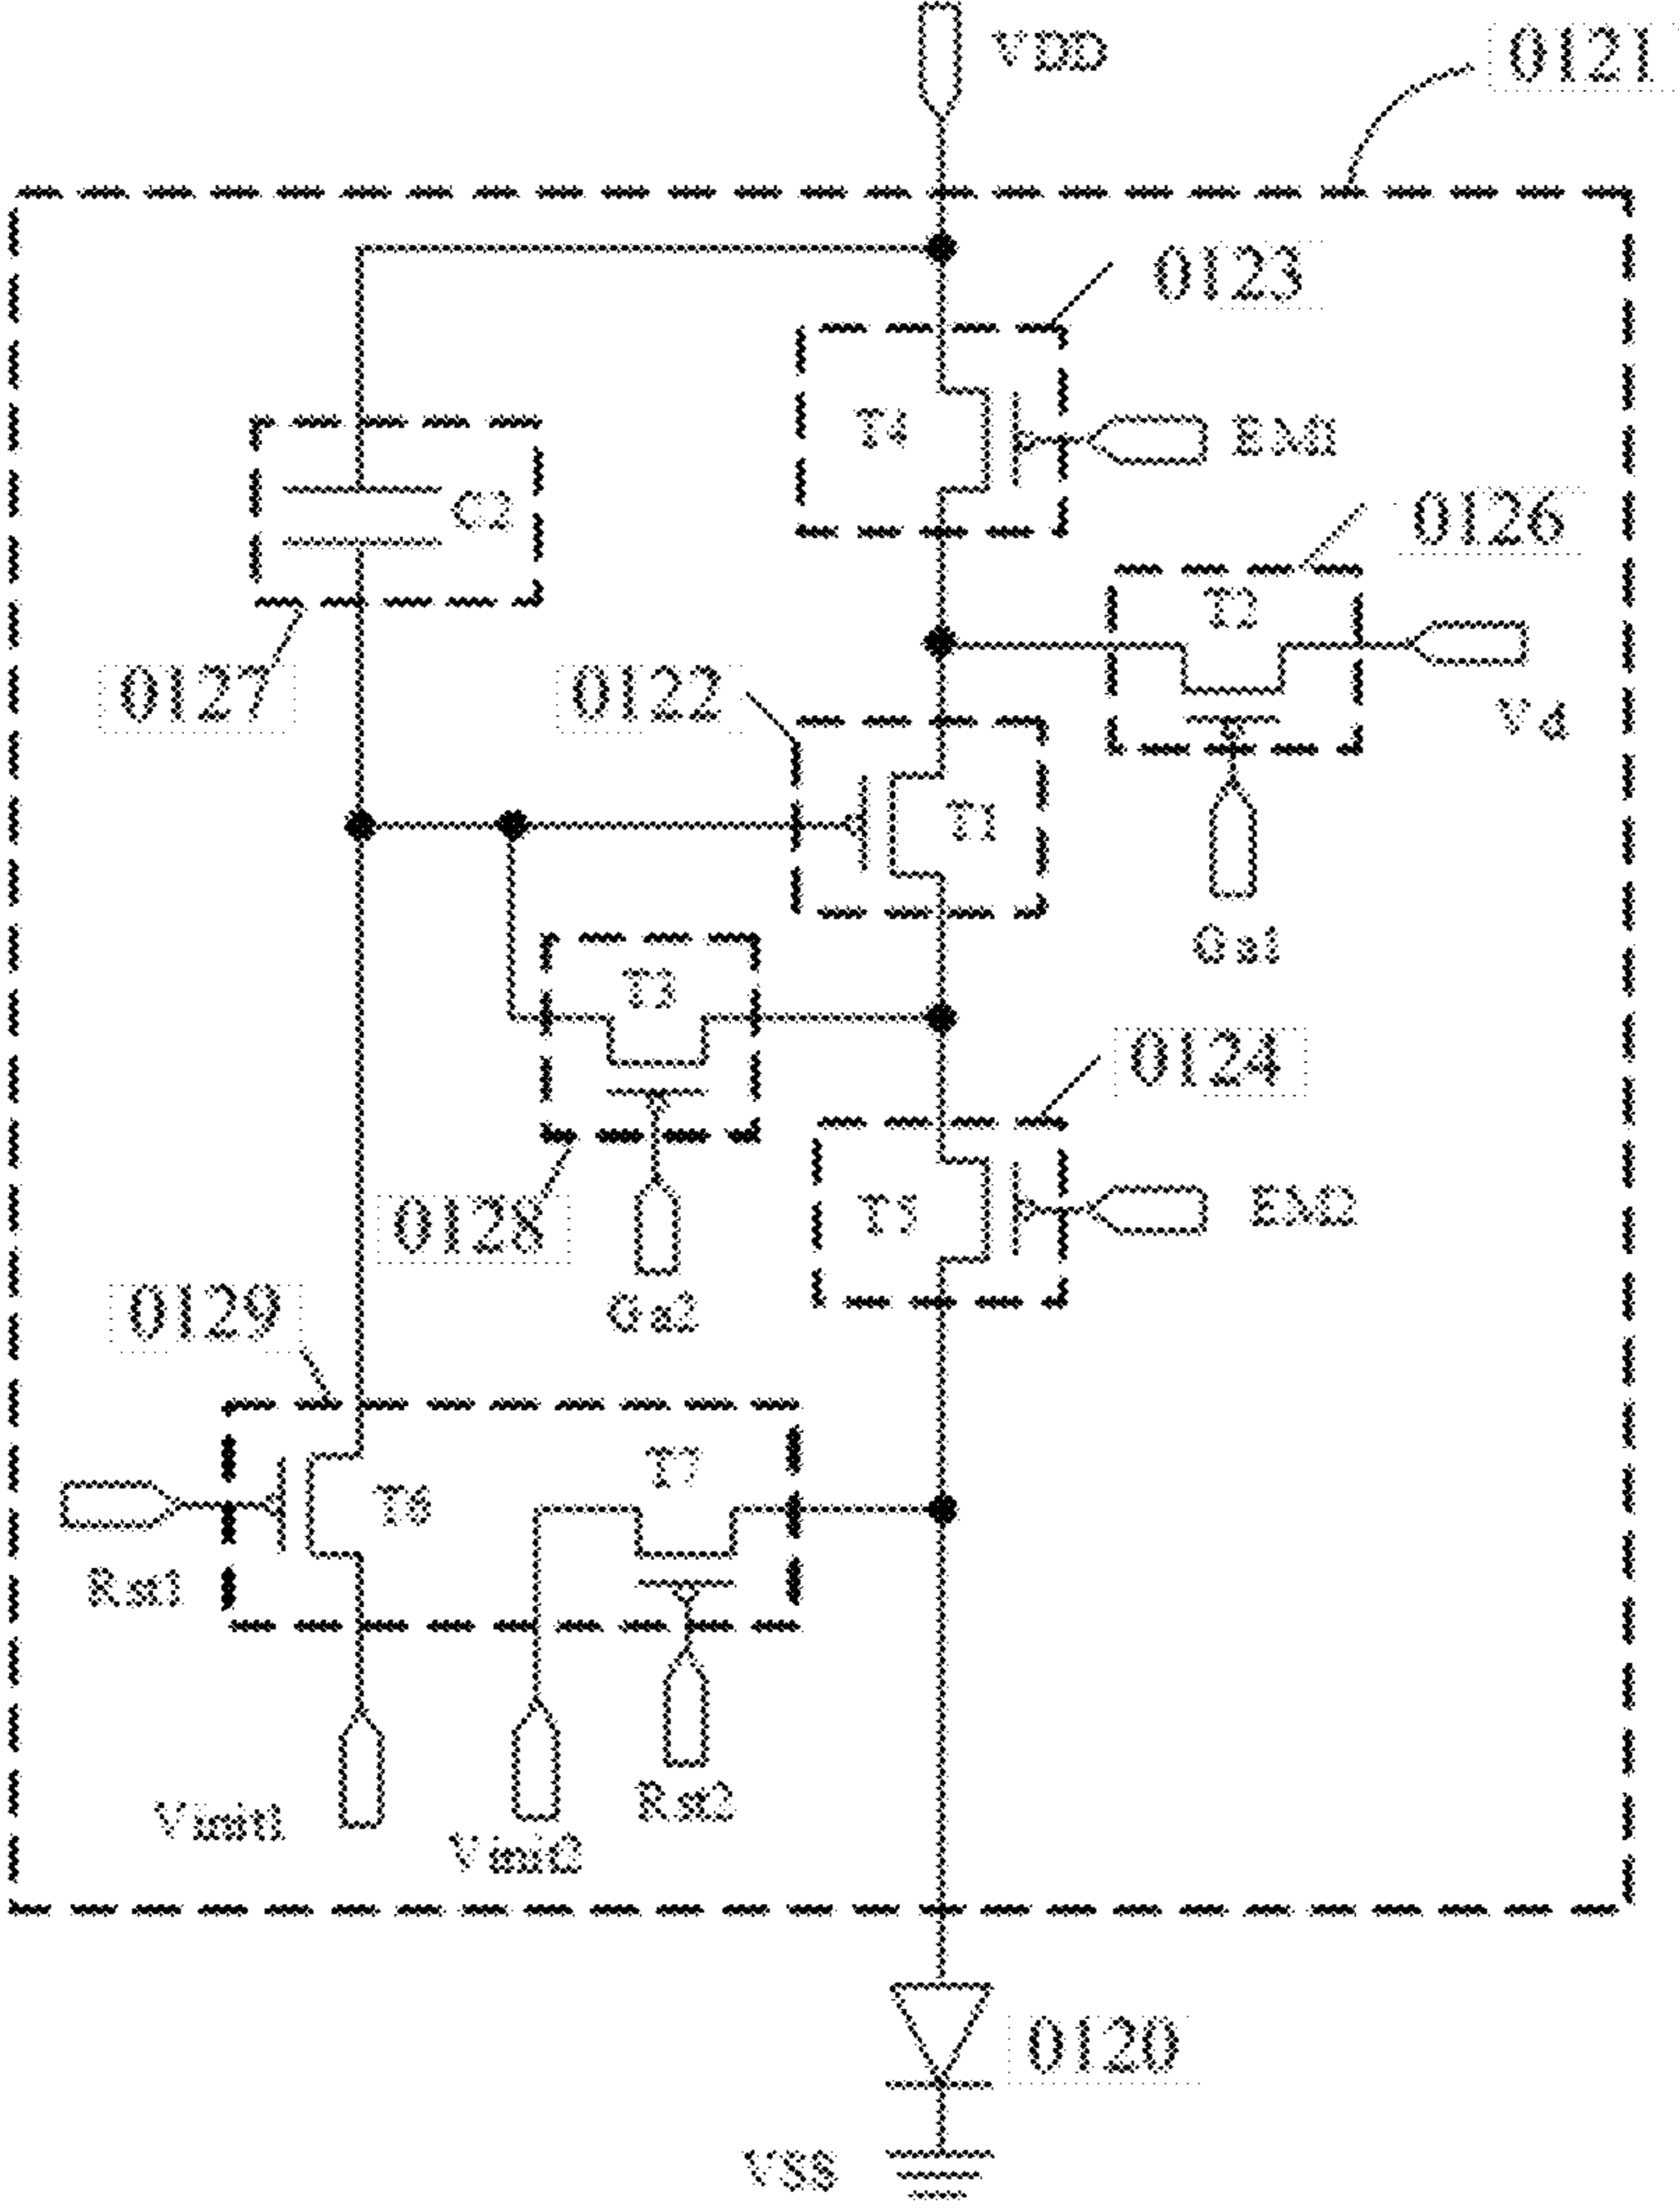 VDD
0121
0123
T4
EM1
C2
0126
T2
0127
0122
Vd
T1
Ga1
T3
0124
0128
T5
EM2
Ga2
0129
T7
T6
Rst1
Rst2
Vinit1
Vinit2
0120
VSS